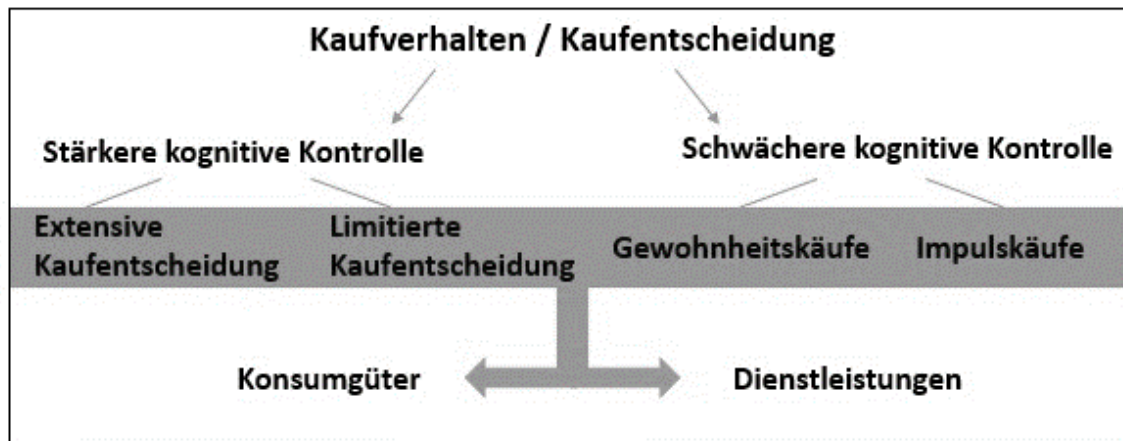 Kaufverhalten / Kaufentscheidung
Stärkere kognitive Kontrolle
Schwächere kognitive Kontrolle
Extensive
Kaufentscheidung
Limitierte
Kaufentscheidung
Gewohnheitskäufe
Impulskäufe
Konsumgüter
Dienstleistungen